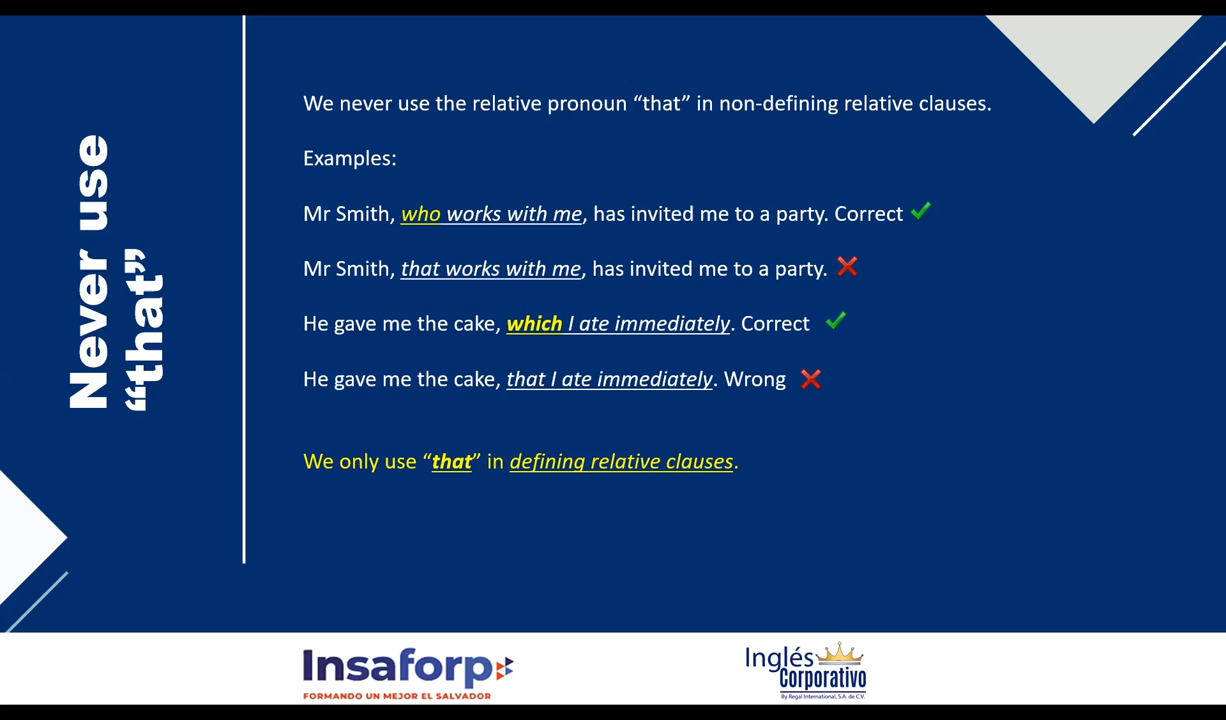 Never use
“that”
We never use the relative pronoun “that” in non-defining relative clauses.
Examples:
Mr Smith, who works with me, has invited me to a party. Correct
Mr Smith, that works with me, has invited me to a party.
He gave me the cake, which I ate immediately. Correct
He gave me the cake, that I ate immediately. Wrong
We only use “that” in defining relative clauses.
Insaforp
FORMANDO UN MEJOR EL SALVADOR
Inglés
Corporativo
By Regal International, S.A. de C.V.